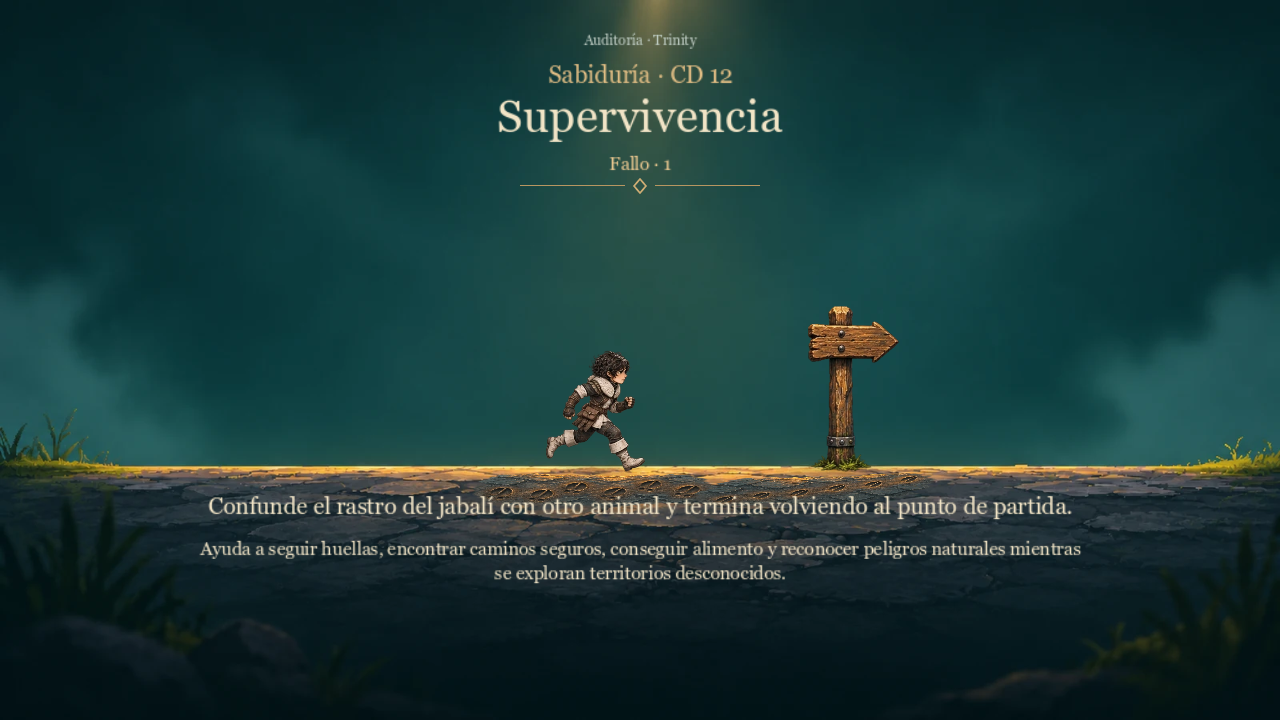 Auditoría · Trinity
Sabiduría · CD 12
Supervivencia
Fallo · 1
Confunde el rastro del jabalí con otro animal y termina volviendo al punto de partida.
Ayuda a seguir huellas, encontrar caminos seguros, conseguir alimento y reconocer peligros naturales mientras
se exploran territorios desconocidos.